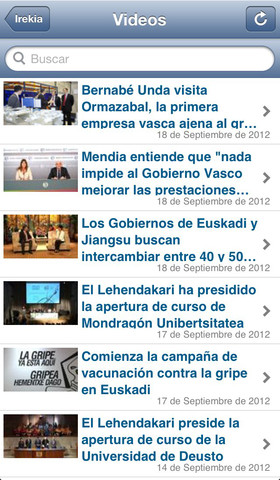 Irekia
Videos
Buscar
Bernabé Unda visita
Ormazabal, la primera
empresa vasca ajena al gr...
18 de Septiembre de 2012
Mendia entiende que "nada
impide al Gobierno Vasco
mejorar las prestaciones...
18 de Septiembre de 2012
Los Gobiernos de Euskadi y
Jiangsu buscan
intercambiar entre 40 y 50...
18 de Septiembre de 2012
El Lehendakari ha presidido
la apertura de curso de
Mondragón Unibertsitatea
17 de Septiembre de 2012
LA GRIPE
YA ESTA AQUI
GRIPEA
HEMENTXE DAGO
Comienza la campaña de
vacunación contra la gripe
en Euskadi
17 de Septiembre de 2012
El Lehendakari preside la
apertura de curso de la
Universidad de Deusto
14 de Septiembre de 2012